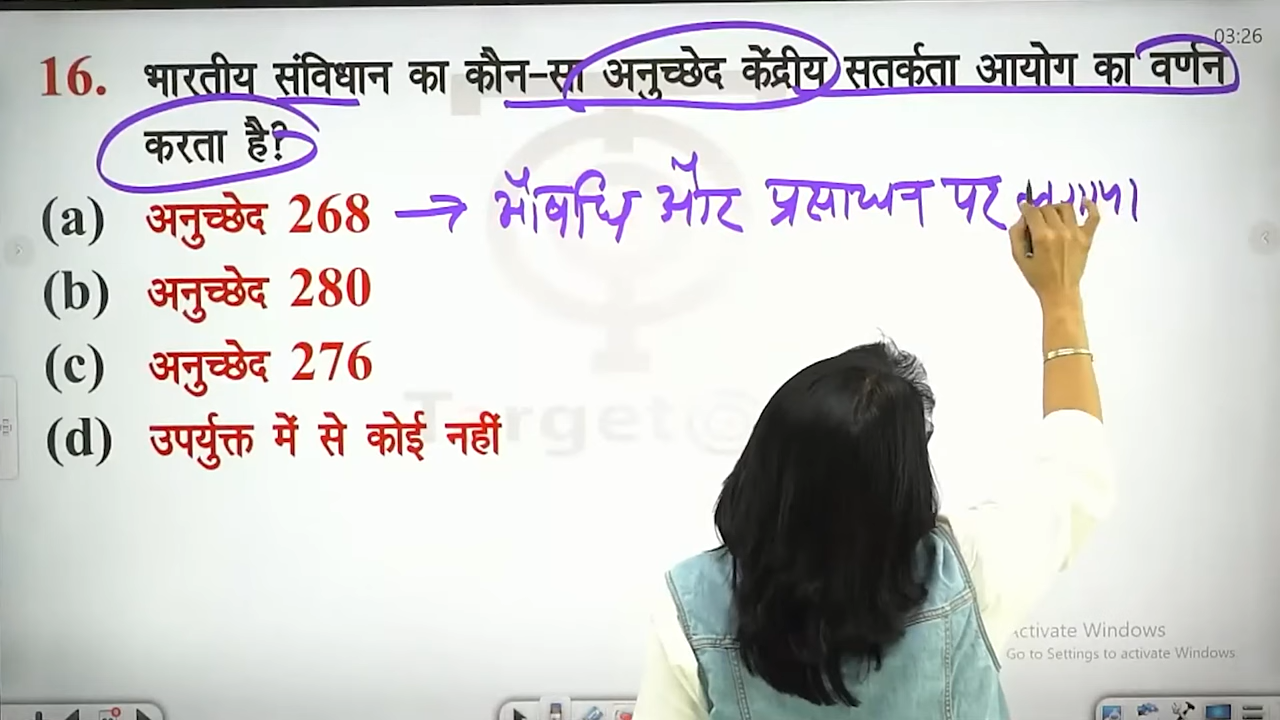 03:26
16. भारतीय संविधान का कौन-सा अनुच्छेद केंद्रीय सतर्कता आयोग का वर्णन
करता है?
(a) अनुच्छेद 268 → औषधि और प्रसाधन पर
(b) अनुच्छेद 280
(c) अनुच्छेद 276
(d) उपर्युक्त में से कोई नहीं
Target@
Activate Windows
Go to Settings to activate Windows